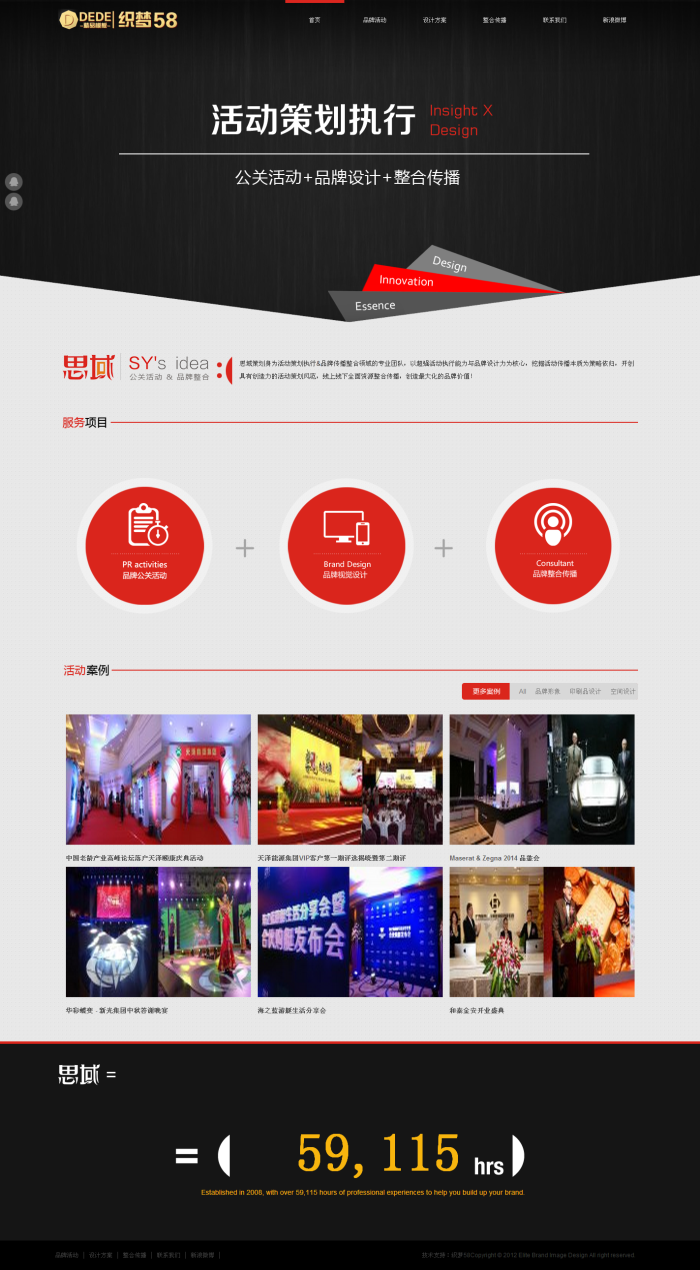 DEDE 织梦58
首页 品牌活动 设计方案 整合传播 联系我们 新浪微博
活动策划执行 Insight X
Design
公关活动+品牌设计+整合传播
Design
Innovation
Essence
思域 SY's idea
公关活动 & 品牌整合
思域策划身为活动策划执行&品牌传播整合领域的专业团队，以超强活动执行能力与品牌设计力为核心，挖掘活动传播本质为策略依归，开创
具有创造力的活动策划风范，线上线下全面资源整合传播，创造最大化的品牌价值！
服务项目
PR activities
品牌公关活动
Brand Design
品牌视觉设计
Consultant
品牌整合传播
活动案例
更多案例 All 品牌形象 印刷品设计 空间设计
中国老龄产业高峰论坛落户天泽颐康庆典活动
天泽能源集团VIP客户第一期评选揭晓暨第二期评
Maserat & Zegna 2014 品鉴会
生活分享会暨
发布会
华彩蝶变 - 新光集团中秋答谢晚宴
海之蓝游艇生活分享会
和泰金安开业盛典
思域 =
= ( 59,115 hrs )
Established in 2008, with over 59,115 hours of professional experiences to help you build up your brand.
品牌活动 | 设计方案 | 整合传播 | 联系我们 | 新浪微博 |
技术支持：织梦58Copyright © 2012 Elite Brand Image Design All right reserved.